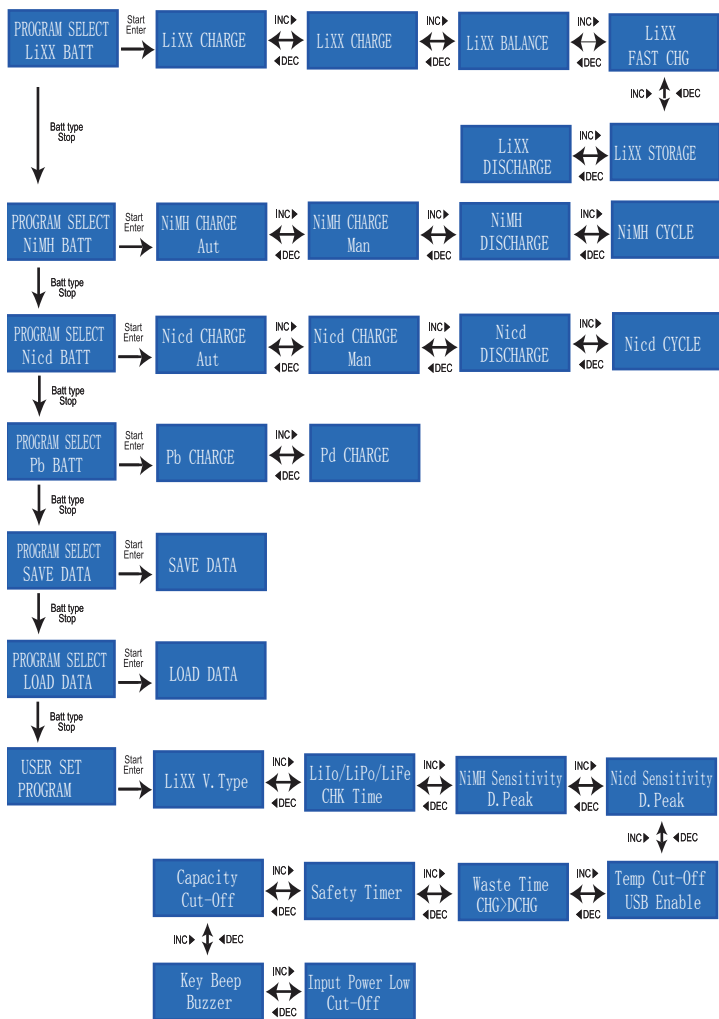 PROGRAM SELECT
LiXX BATT
Start
Enter
LiXX CHARGE
INC▶
◀DEC
LiXX CHARGE
INC▶
◀DEC
LiXX BALANCE
INC▶
◀DEC
LiXX
FAST CHG
INC▶ ◀DEC
Batt type
Stop
LiXX
DISCHARGE
INC▶
◀DEC
LiXX STORAGE
PROGRAM SELECT
NiMH BATT
Start
Enter
NiMH CHARGE
Aut
INC▶
◀DEC
NiMH CHARGE
Man
INC▶
◀DEC
NiMH
DISCHARGE
INC▶
◀DEC
NiMH CYCLE
Batt type
Stop
PROGRAM SELECT
Nicd BATT
Start
Enter
Nicd CHARGE
Aut
INC▶
◀DEC
Nicd CHARGE
Man
INC▶
◀DEC
Nicd
DISCHARGE
INC▶
◀DEC
Nicd CYCLE
Batt type
Stop
PROGRAM SELECT
Pb BATT
Start
Enter
Pb CHARGE
INC▶
◀DEC
Pd CHARGE
Batt type
Stop
PROGRAM SELECT
SAVE DATA
Start
Enter
SAVE DATA
Batt type
Stop
PROGRAM SELECT
LOAD DATA
Start
Enter
LOAD DATA
Batt type
Stop
USER SET
PROGRAM
Start
Enter
LiXX V.Type
INC▶
◀DEC
LiIo/LiPo/LiFe
CHK Time
INC▶
◀DEC
NiMH Sensitivity
D.Peak
INC▶
◀DEC
Nicd Sensitivity
D.Peak
INC▶ ◀DEC
Capacity
Cut-Off
INC▶
◀DEC
Safety Timer
INC▶
◀DEC
Waste Time
CHG>DCHG
INC▶
◀DEC
Temp Cut-Off
USB Enable
INC▶ ◀DEC
Key Beep
Buzzer
INC▶
◀DEC
Input Power Low
Cut-Off